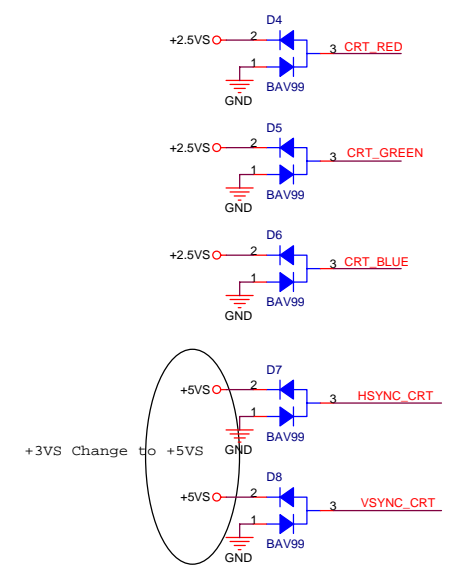 D4
+2.5VS 2
3 CRT_RED
1
BAV99
GND
D5
+2.5VS 2
3 CRT_GREEN
1
BAV99
GND
D6
+2.5VS 2
3 CRT_BLUE
1
BAV99
GND
D7
+5VS 2
3 HSYNC_CRT
1
BAV99
+3VS Change to +5VS
GND
D8
+5VS 2
3 VSYNC_CRT
1
BAV99
GND